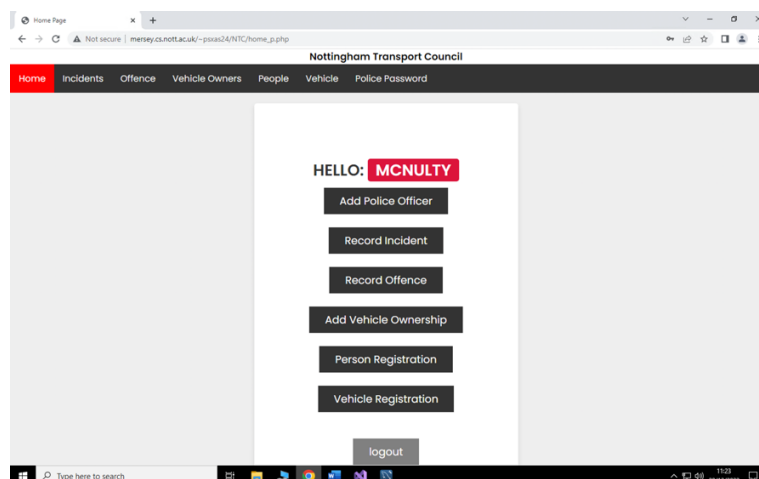 Home Page
Not secure mersey.cs.nott.ac.uk/~psxas24/NTC/home_p.php
Nottingham Transport Council
Home Incidents Offence Vehicle Owners People Vehicle Police Password
HELLO: MCNULTY
Add Police Officer
Record Incident
Record Offence
Add Vehicle Ownership
Person Registration
Vehicle Registration
logout
Type here to search
11:23